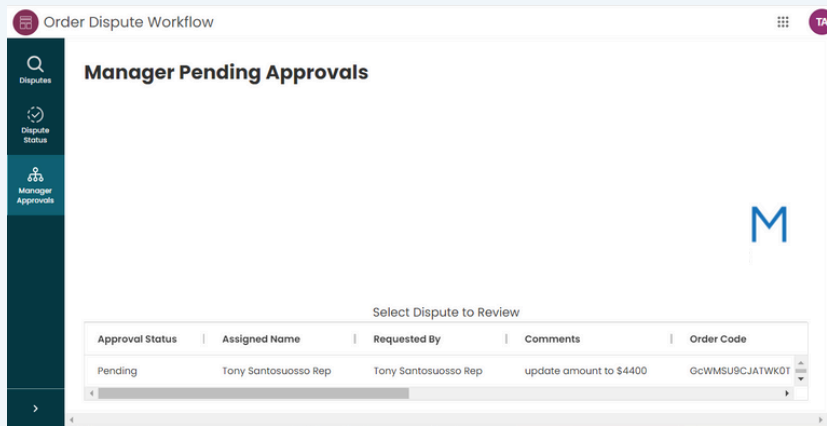 Order Dispute Workflow
TA
Disputes
Dispute
Status
Manager
Approvals
Manager Pending Approvals
M
Select Dispute to Review
Approval Status Assigned Name Requested By Comments Order Code
Pending Tony Santosuosso Rep Tony Santosuosso Rep update amount to $4400 GcWMSU9CJATWK0T